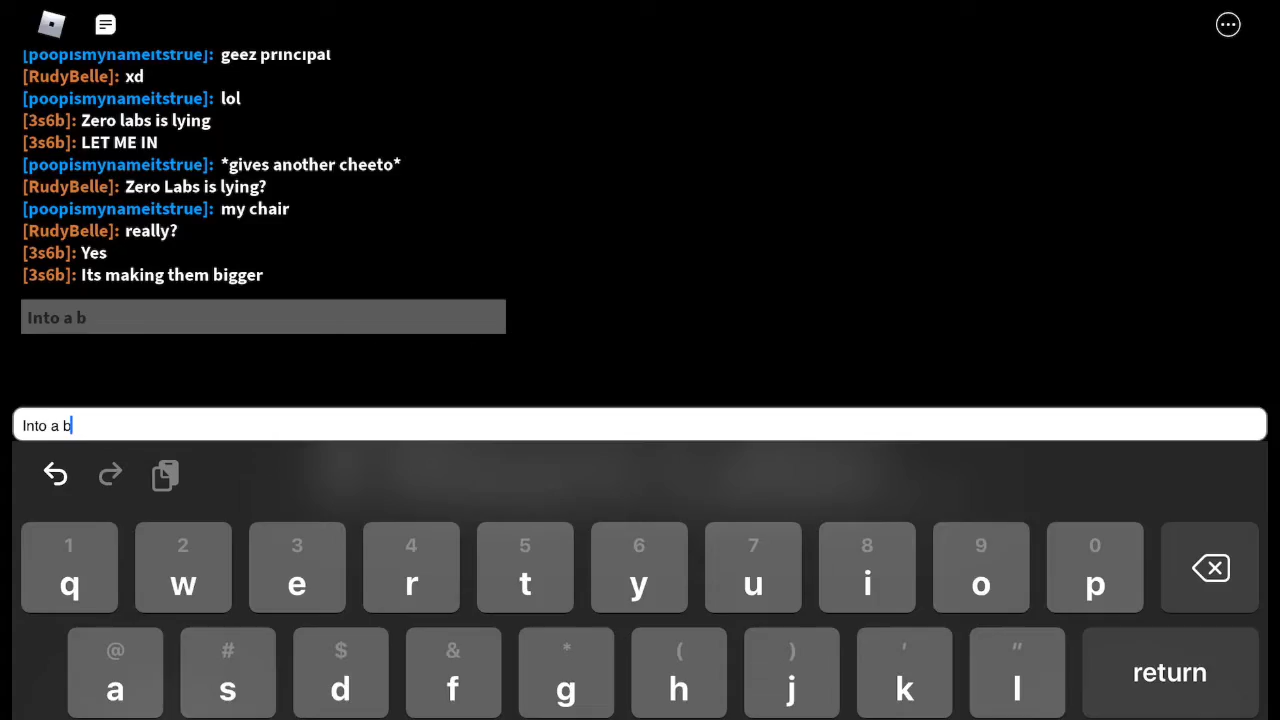 [poopismynameitstrue]: geez principal
[RudyBelle]: xd
[poopismynameitstrue]: lol
[3s6b]: Zero labs is lying
[3s6b]: LET ME IN
[poopismynameitstrue]: *gives another cheeto*
[RudyBelle]: Zero Labs is lying?
[poopismynameitstrue]: my chair
[RudyBelle]: really?
[3s6b]: Yes
[3s6b]: Its making them bigger
Into a b
Into a b
1 2 3 4 5 6 7 8 9 0
q w e r t y u i o p
@ # $ & * ( ) ' "
a s d f g h j k l return